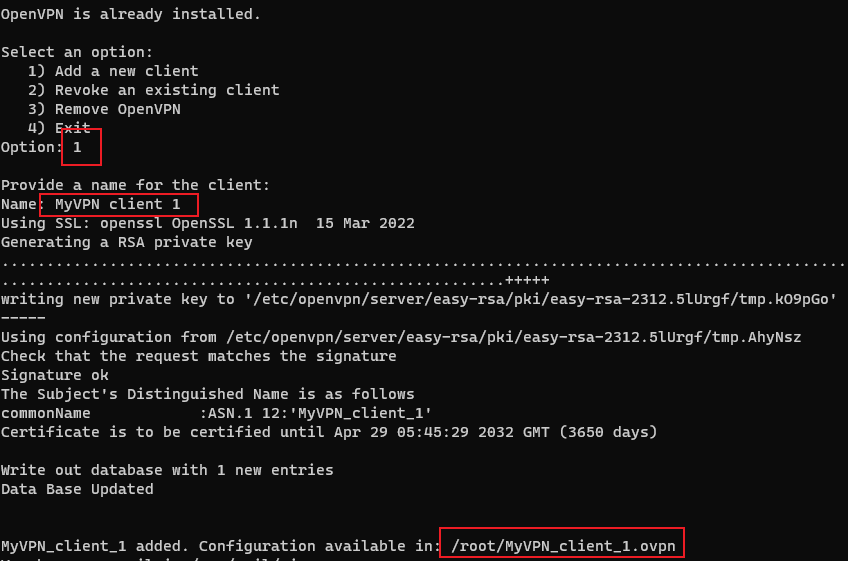 OpenVPN is already installed.
Select an option:
1) Add a new client
2) Revoke an existing client
3) Remove OpenVPN
4) Exit
Option: 1
Provide a name for the client:
Name: MyVPN client 1
Using SSL: openssl OpenSSL 1.1.1n  15 Mar 2022
Generating a RSA private key
..............................................................................................
........................................................+++++
writing new private key to '/etc/openvpn/server/easy-rsa/pki/easy-rsa-2312.5lUrgf/tmp.kO9pGo'
-----
Using configuration from /etc/openvpn/server/easy-rsa/pki/easy-rsa-2312.5lUrgf/tmp.AhyNsz
Check that the request matches the signature
Signature ok
The Subject's Distinguished Name is as follows
commonName            :ASN.1 12:'MyVPN_client_1'
Certificate is to be certified until Apr 29 05:45:29 2032 GMT (3650 days)
Write out database with 1 new entries
Data Base Updated
MyVPN_client_1 added. Configuration available in: /root/MyVPN_client_1.ovpn